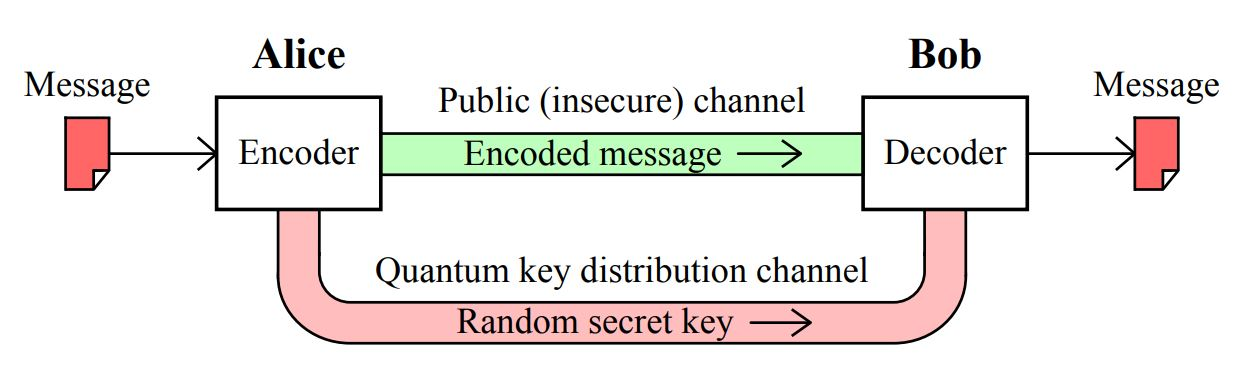 Alice
Bob
Message
Message
Public (insecure) channel
Encoder
Encoded message
Decoder
Quantum key distribution channel
Random secret key